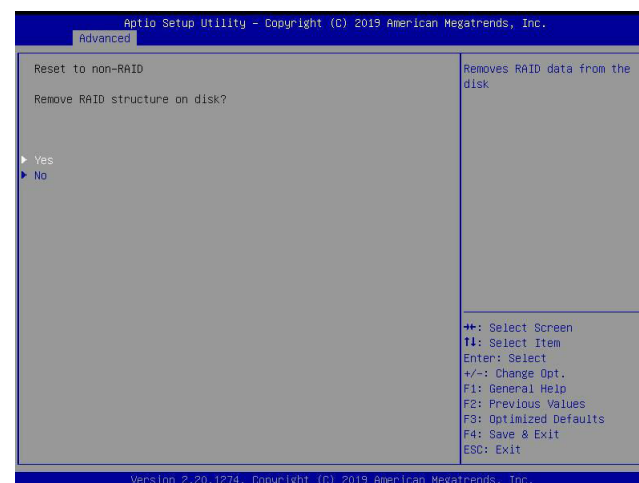 Aptio Setup Utility – Copyright (C) 2019 American Megatrends, Inc.
Advanced
Reset to non-RAID
Remove RAID structure on disk?
Yes
No
Removes RAID data from the
disk
→←: Select Screen
↑↓: Select Item
Enter: Select
+/-: Change Opt.
F1: General Help
F2: Previous Values
F3: Optimized Defaults
F4: Save & Exit
ESC: Exit
Version 2.20.1274. Copyright (C) 2019 American Megatrends, Inc.